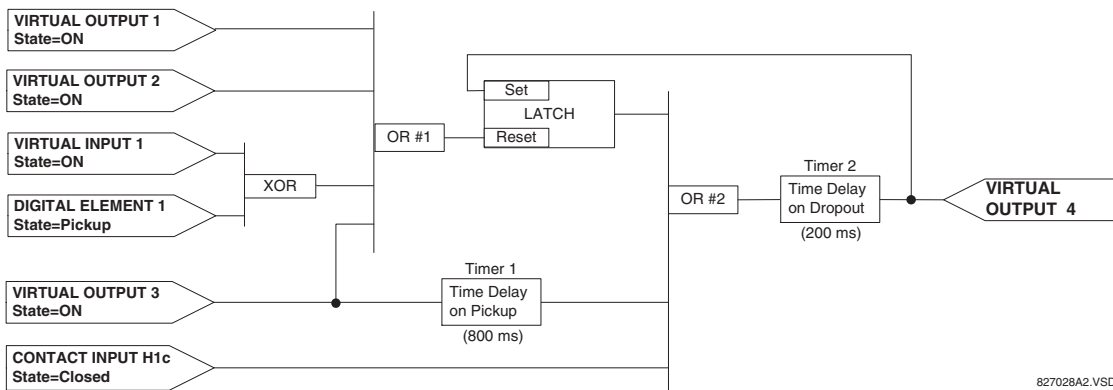 VIRTUAL OUTPUT 1
State=ON
VIRTUAL OUTPUT 2
State=ON
VIRTUAL INPUT 1
State=ON
DIGITAL ELEMENT 1
State=Pickup
VIRTUAL OUTPUT 3
State=ON
CONTACT INPUT H1c
State=Closed
XOR
OR #1
Set
LATCH
Reset
Timer 1
Time Delay
on Pickup
(800 ms)
OR #2
Timer 2
Time Delay
on Dropout
(200 ms)
VIRTUAL
OUTPUT 4
827028A2.VSD